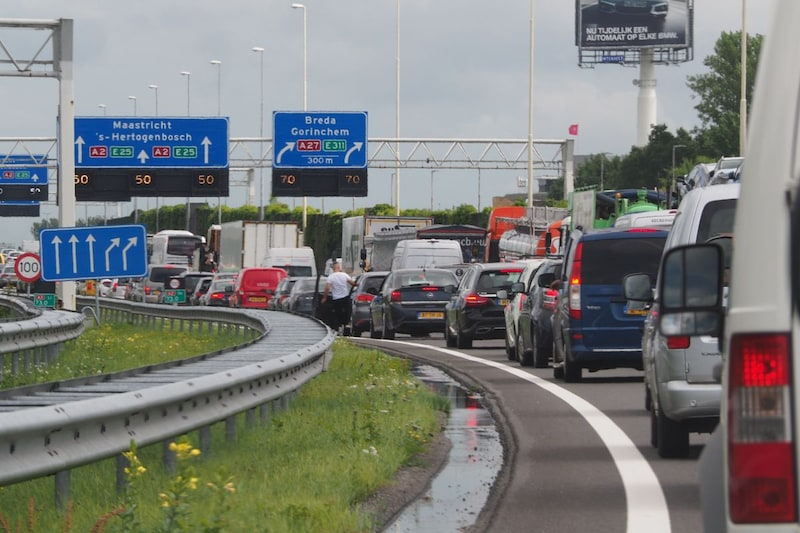 NU TIJDELIJK EEN
AUTOMAAT OP ELKE BMW.
Maastricht
's-Hertogenbosch
A2 E25 A2 E25
50 50 50
Breda
Gorinchem
A27 E311
300 m
70 70
100